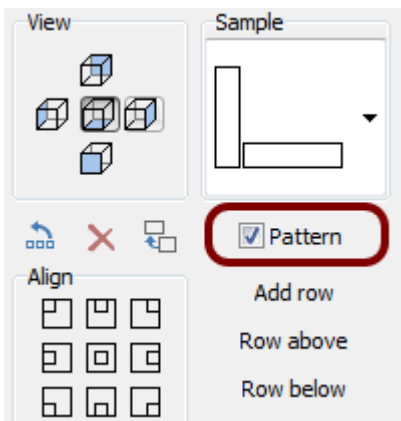 View
Sample
Pattern
Align
Add row
Row above
Row below